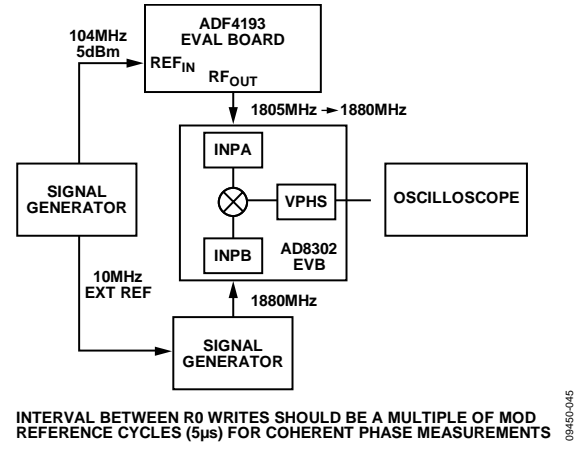 ADF4193
EVAL BOARD
104MHz
5dBm
REFIN
RFOUT
1805MHz → 1880MHz
INPA
SIGNAL
GENERATOR
VPHS
OSCILLOSCOPE
INPB
AD8302
EVB
10MHz
EXT REF
1880MHz
SIGNAL
GENERATOR
INTERVAL BETWEEN R0 WRITES SHOULD BE A MULTIPLE OF MOD
REFERENCE CYCLES (5µs) FOR COHERENT PHASE MEASUREMENTS
09450-045